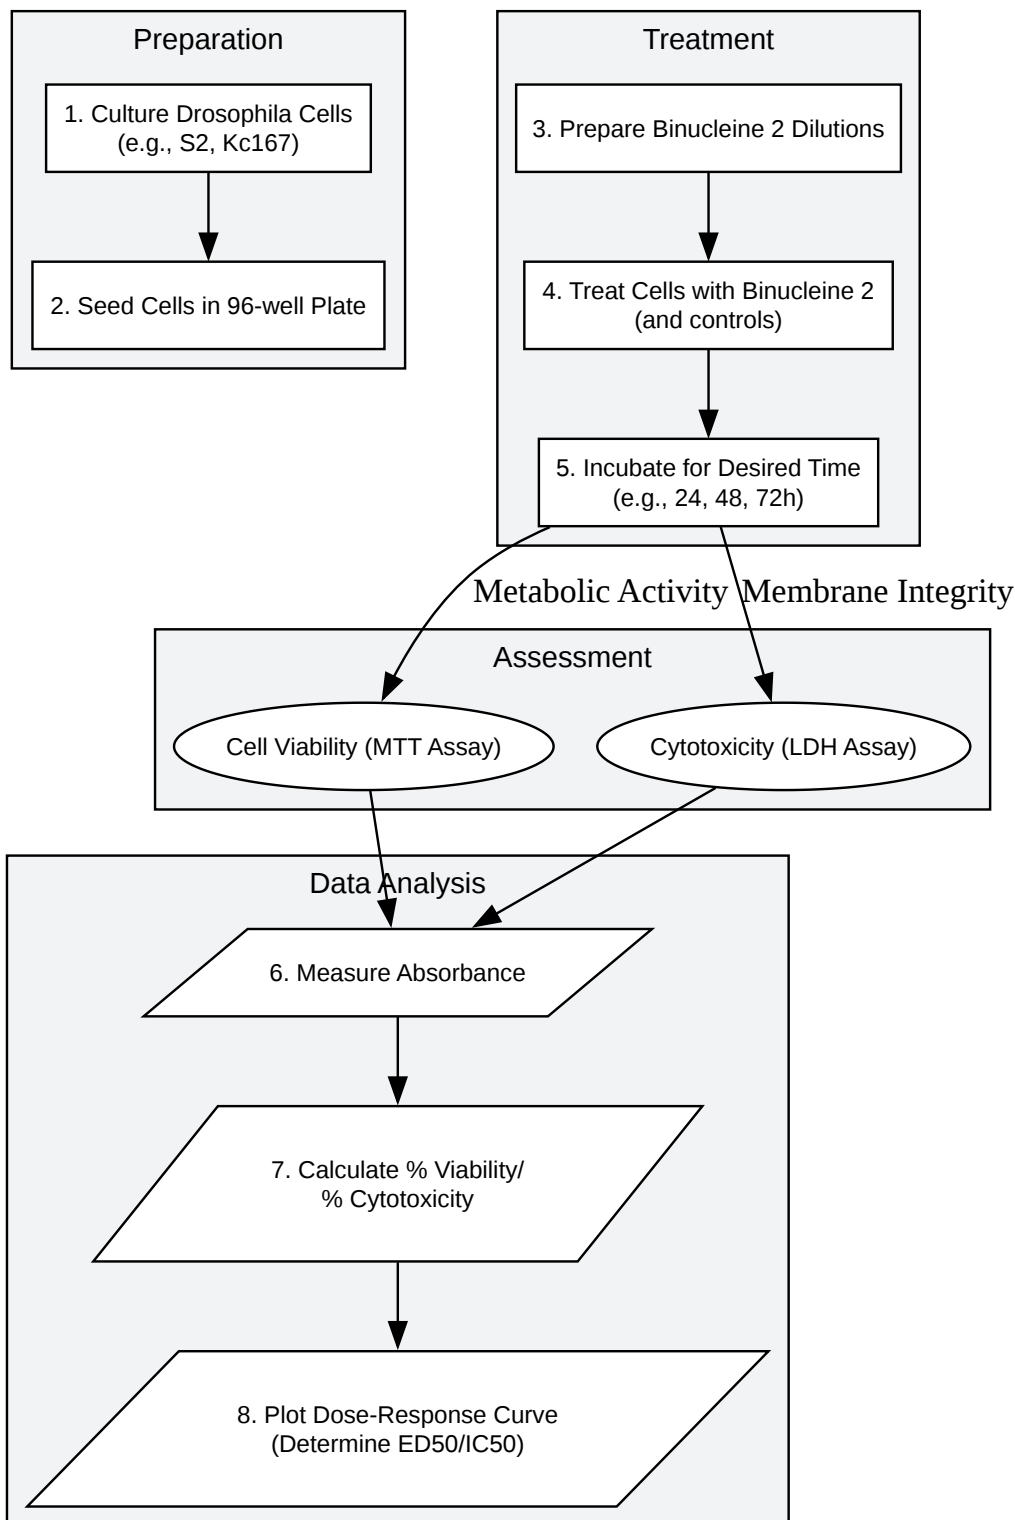 Preparation
1. Culture Drosophila Cells
(e.g., S2, Kc167)
2. Seed Cells in 96-well Plate
Treatment
3. Prepare Binucleine 2 Dilutions
4. Treat Cells with Binucleine 2
(and controls)
5. Incubate for Desired Time
(e.g., 24, 48, 72h)
Metabolic Activity
Membrane Integrity
Assessment
Cell Viability (MTT Assay)
Cytotoxicity (LDH Assay)
Data Analysis
6. Measure Absorbance
7. Calculate % Viability/
% Cytotoxicity
8. Plot Dose-Response Curve
(Determine ED50/IC50)